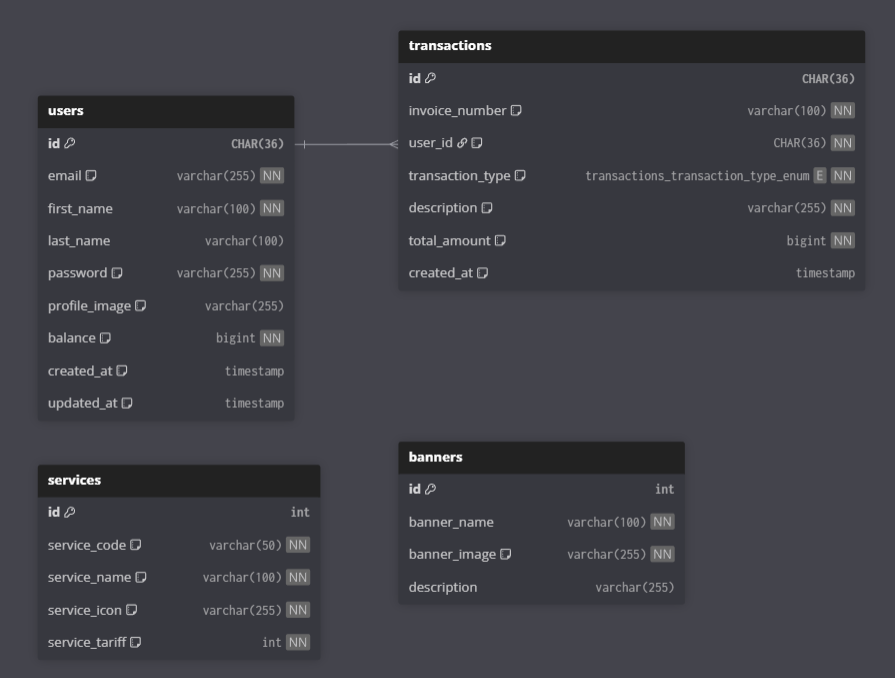 users
id CHAR(36)
email varchar(255) NN
first_name varchar(100) NN
last_name varchar(100)
password varchar(255) NN
profile_image varchar(255)
balance bigint NN
created_at timestamp
updated_at timestamp
transactions
id CHAR(36)
invoice_number varchar(100) NN
user_id CHAR(36) NN
transaction_type transactions_transaction_type_enum E NN
description varchar(255) NN
total_amount bigint NN
created_at timestamp
services
id int
service_code varchar(50) NN
service_name varchar(100) NN
service_icon varchar(255) NN
service_tariff int NN
banners
id int
banner_name varchar(100) NN
banner_image varchar(255) NN
description varchar(255)